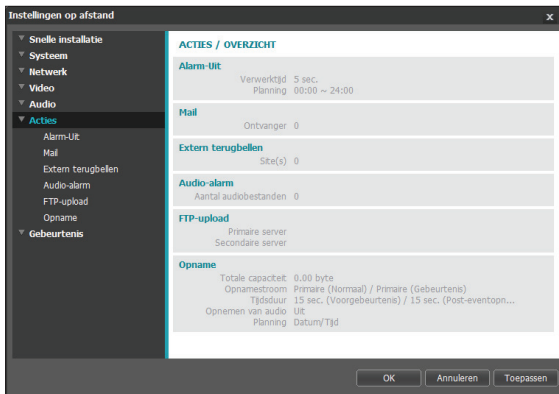 Instellingen op afstand
x
Snelle installatie
Systeem
Netwerk
Video
Audio
Acties
Alarm-Uit
Mail
Extern terugbellen
Audio-alarm
FTP-upload
Opname
Gebeurtenis
ACTIES / OVERZICHT
Alarm-Uit
Verwerktijd 5 sec.
Planning 00:00 ~ 24:00
Mail
Ontvanger 0
Extern terugbellen
Site(s) 0
Audio-alarm
Aantal audiobestanden 0
FTP-upload
Primaire server
Secondaire server
Opname
Totale capaciteit 0.00 byte
Opnamestroom Primaire (Normaal) / Primaire (Gebeurtenis)
Tijdsduur 15 sec. (Voorgebeurtenis) / 15 sec. (Post-eventopn...
Opnemen van audio Uit
Planning Datum/Tijd
OK Annuleren Toepassen